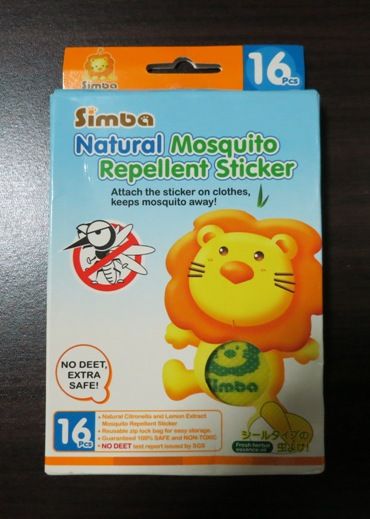 Simba
16
Pcs
Simba
Natural Mosquito
Repellent Sticker
Attach the sticker on clothes,
keeps mosquito away!
NO DEET,
EXTRA
SAFE!
Simba
16
Pcs
Natural Citronella and Lemon Extract
Mosquito Repellent Sticker
Reusable zip lock bag for easy storage.
Guaranteed 100% SAFE and NON-TOXIC
NO DEET test report issued by SGS
シールタイプの
虫よけ!
Fresh herbal
essence oil